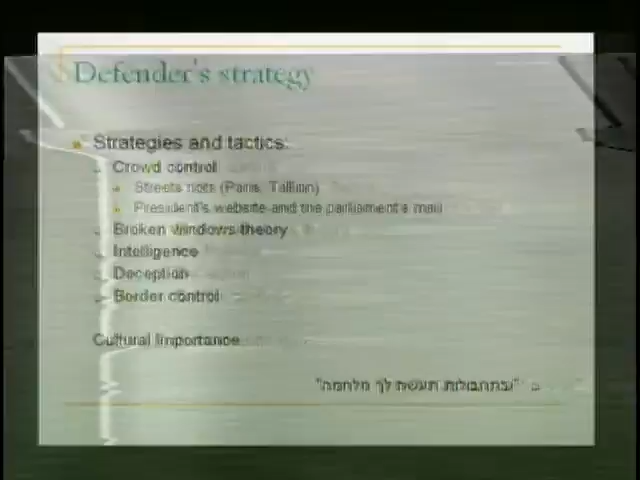 Defender's strategy
Strategies and tactics:
Crowd control
Streets riots (Paris, Tallinn)
President's website and the parliament's mail
Broken windows theory
Intelligence
Deception
Border control
Cultural Importance
"ובתחבולות תעשה לך מלחמה"